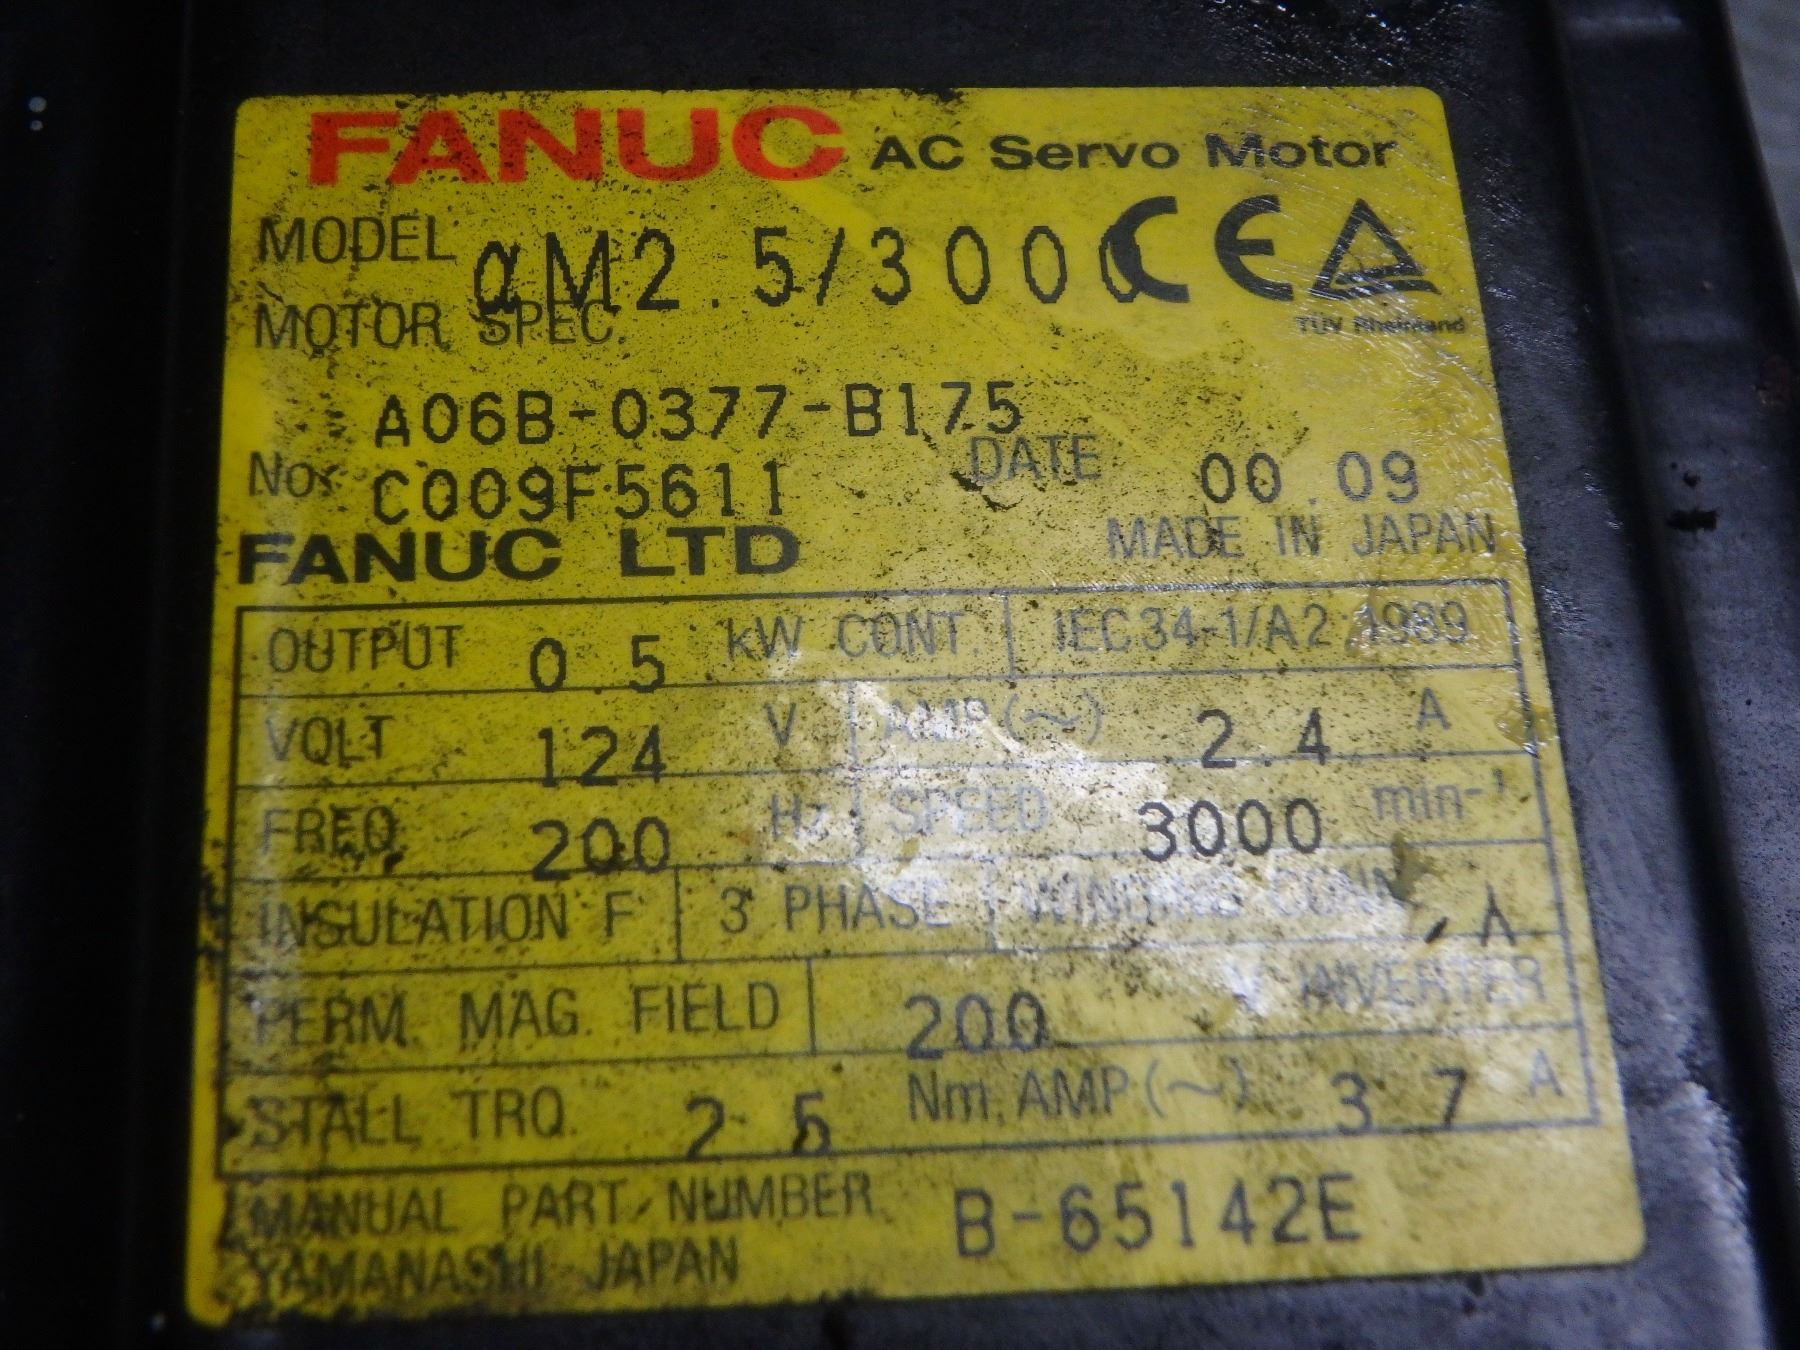 FANUC AC Servo Motor
MODEL αM2.5/3000 CE
TÜV Rheinland
MOTOR SPEC.
A06B-0377-B175
No. C009F5611 DATE 00.09
FANUC LTD MADE IN JAPAN
OUTPUT 0.5 kW CONT. IEC34-1/A2 1989
VOLT 124 V AMP(~) 2.4 A
FREQ 200 Hz SPEED 3000 min-¹
INSULATION F 3 PHASE WINDING CONN.
PERM. MAG. FIELD 200 V INVERTER
STALL TRQ. 2.5 Nm, AMP(~) 3.7 A
MANUAL PART NUMBER B-65142E
YAMANASHI JAPAN